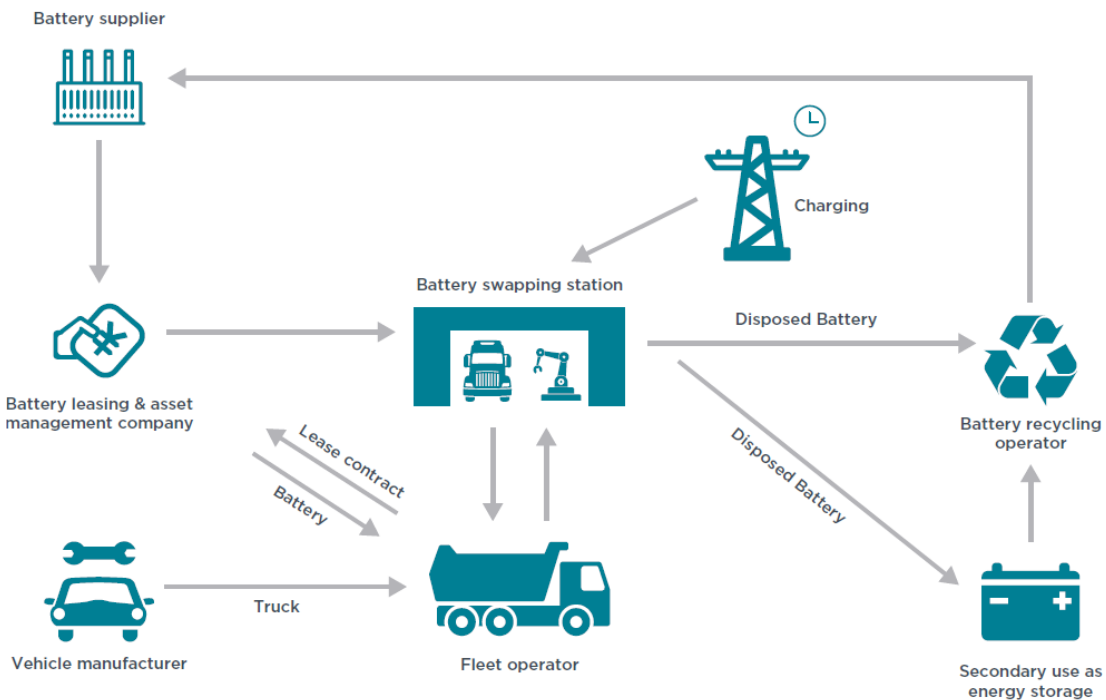 Battery supplier
Charging
Battery swapping station
Disposed Battery
Battery leasing & asset
management company
Battery recycling
operator
Lease contract
Battery
Disposed Battery
Truck
Vehicle manufacturer
Fleet operator
Secondary use as
energy storage